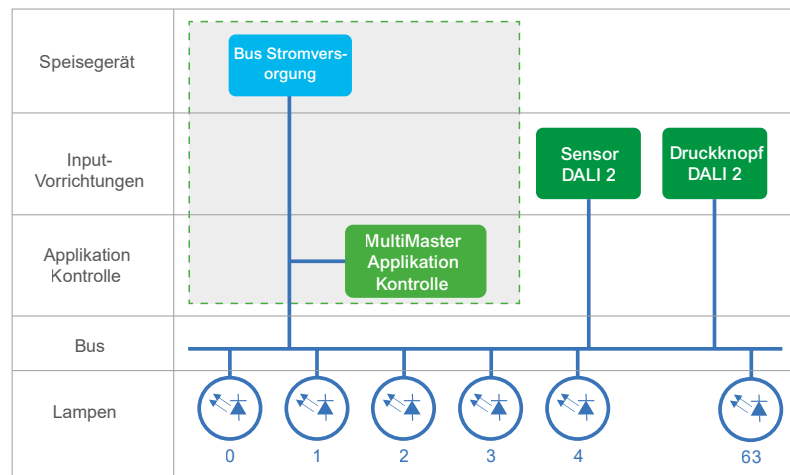 Speisegerät
Bus Stromvers-
orgung
Input-
Vorrichtungen
Sensor
DALI 2
Druckknopf
DALI 2
Applikation
Kontrolle
MultiMaster
Applikation
Kontrolle
Bus
Lampen
0 1 2 3 4 63